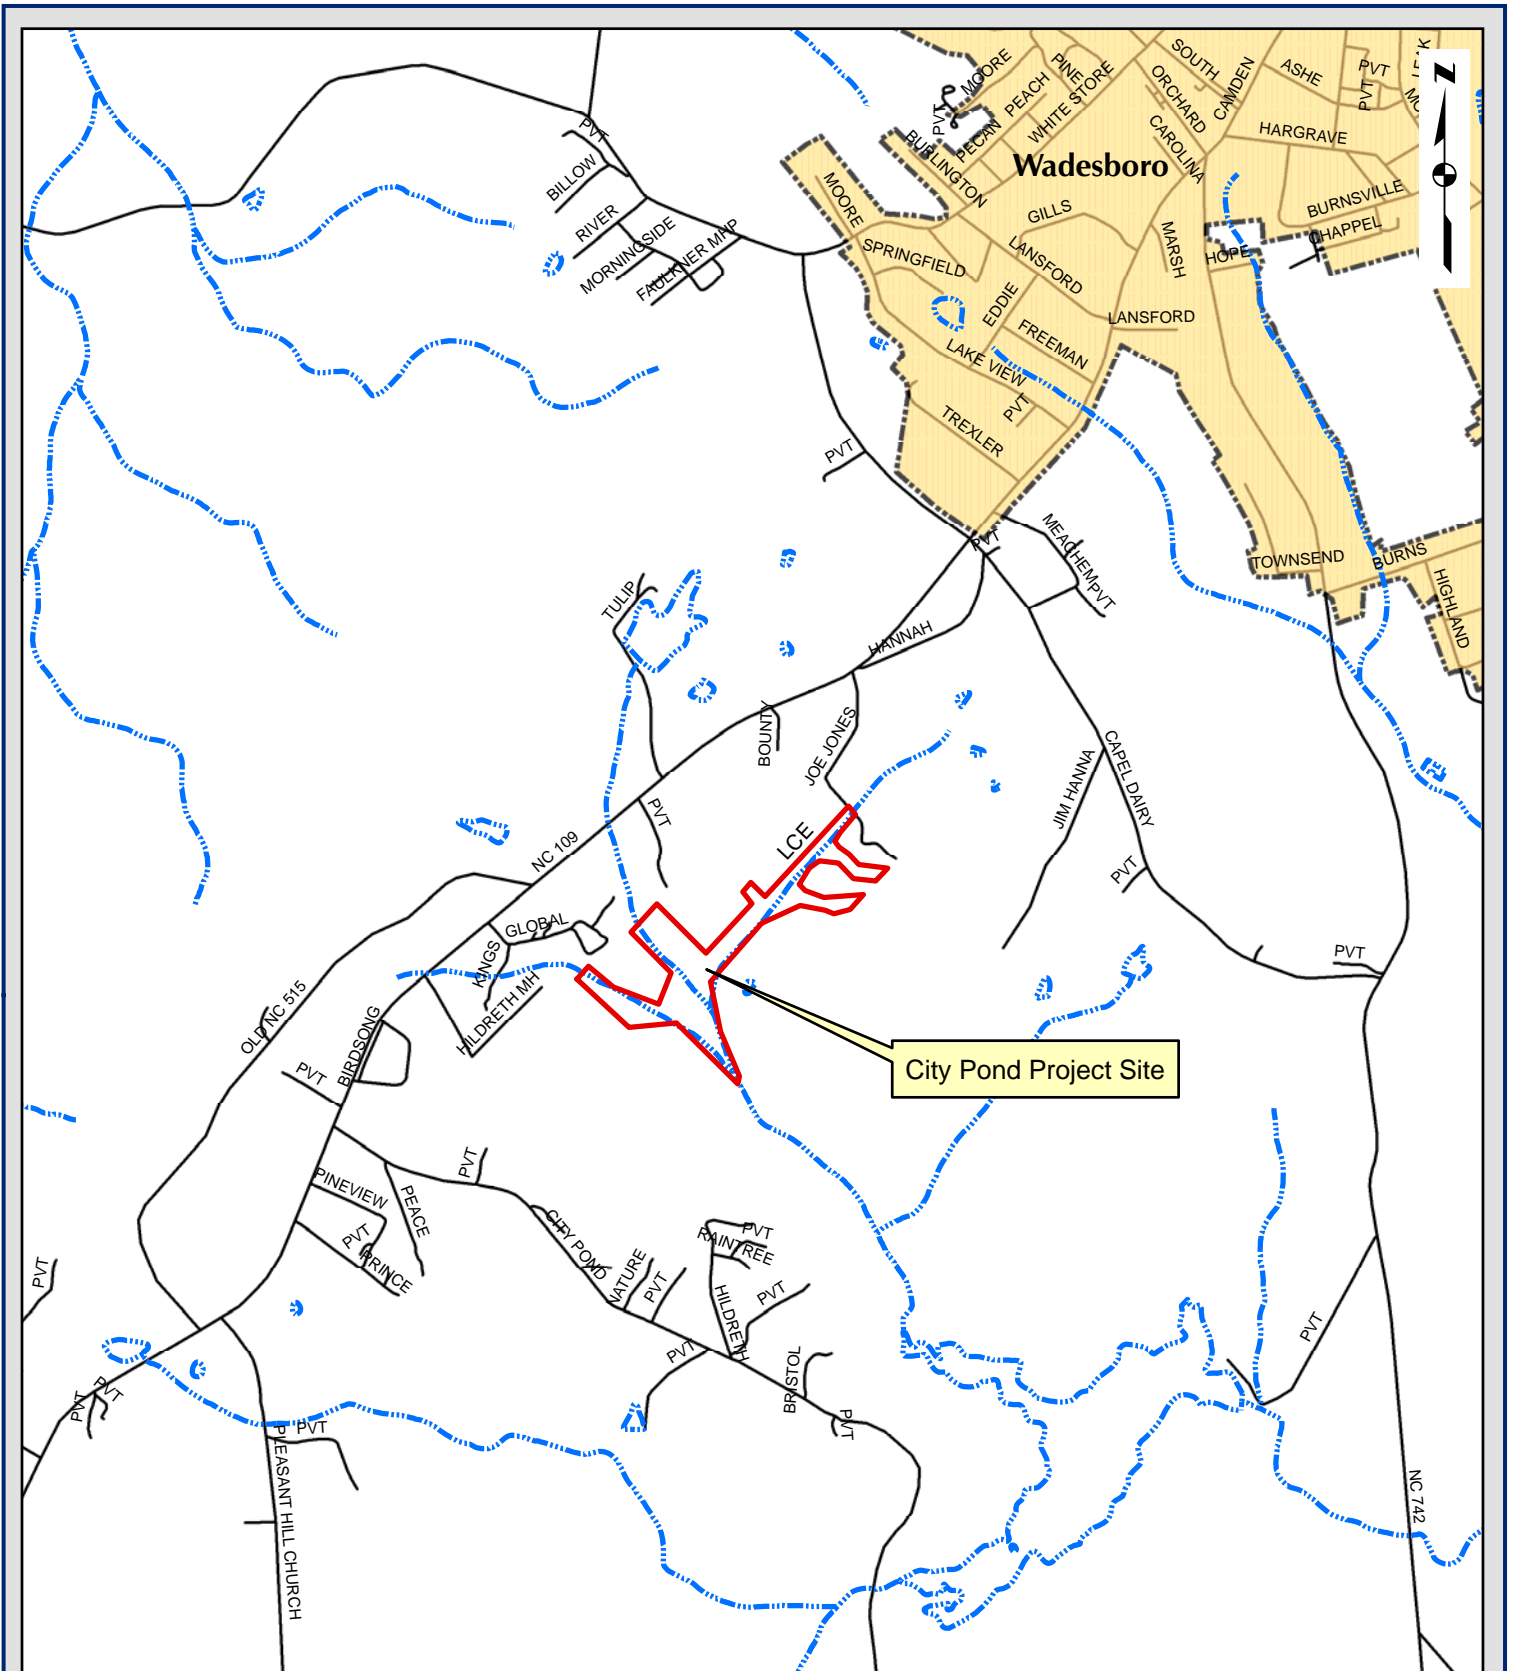 MOORE
PINE
SOUTH
CAMDEN
ASHE
PVT
PVT
PEACH
WHITE STORE
ORCHARD
PVT
PECAN
BURLINGTON
CAROLINA
HARGRAVE
PVT
BILLOW
Wadesboro
MOORE
GILLS
BURNSVILLE
CHAPPEL
RIVER
MORNINGSIDE
FAULKNER MHP
SPRINGFIELD
LANSFORD
MARSH
HOPE
EDDIE
FREEMAN
LANSFORD
LAKE VIEW
PVT
TREXLER
PVT
PVT
MEACHEM
PVT
TOWNSEND
BURNS
HIGHLAND
TULIP
HANNAH
BOUNTY
JOE JONES
JIM HANNA
CAPEL DAIRY
PVT
LCE
NC 109
PVT
GLOBAL
KINGS
HILDRETH MH
PVT
OLD NC 515
BIRDSONG
PVT
City Pond Project Site
PVT
PINEVIEW
PEACE
PVT
PRINCE
CITY POND
NATURE
PVT
RAINTREE
PVT
HILDRETH
PVT
PVT
PVT
PVT
PVT
PVT
BRISTOL
PVT
PVT
PLEASANT HILL CHURCH
NC 742